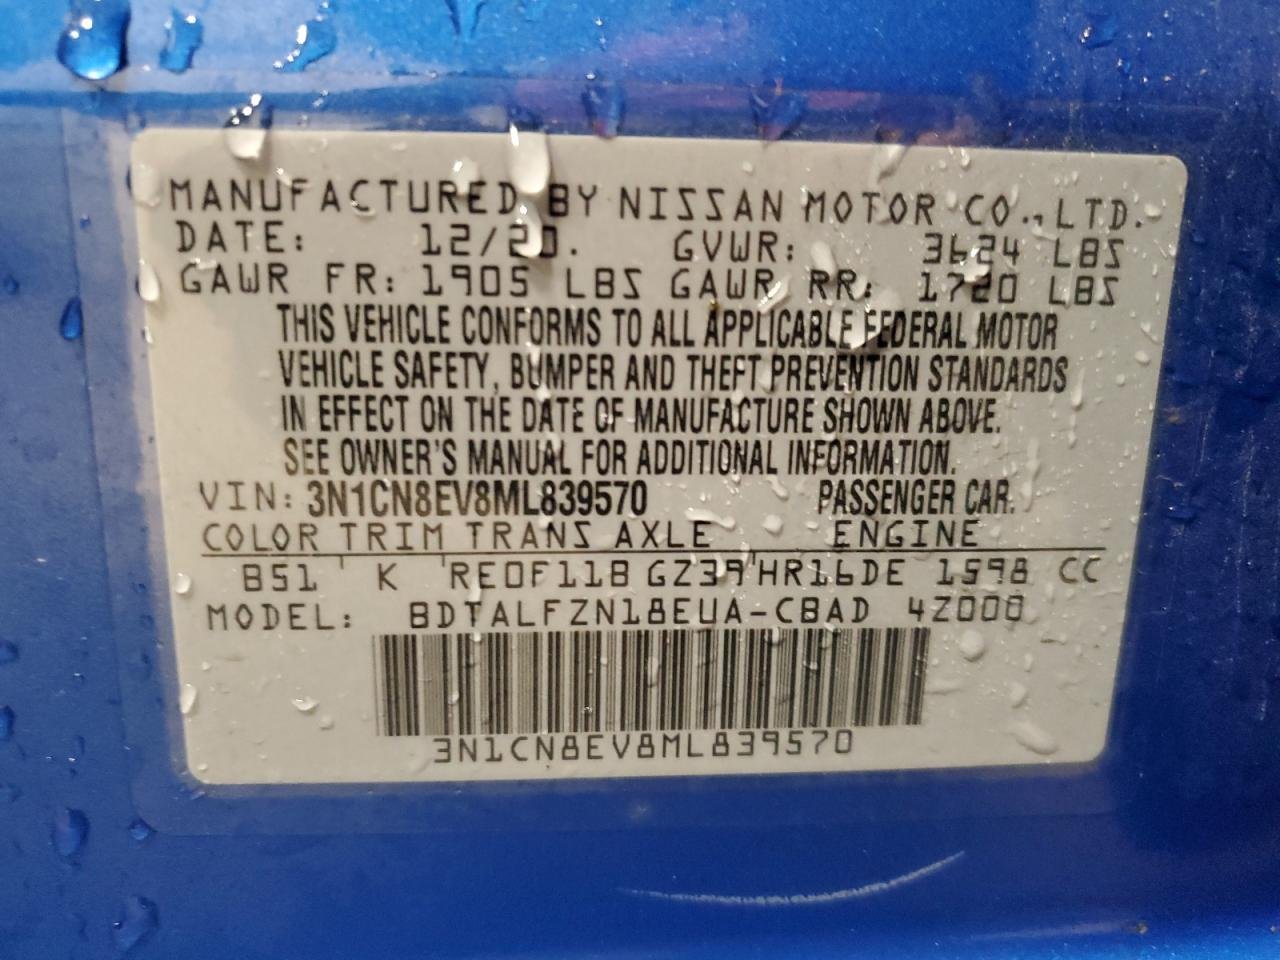 MANUFACTURED BY NISSAN MOTOR CO., LTD.
DATE: 12/20. GVWR: 3624 LBS
GAWR FR: 1905 LBS GAWR RR: 1720 LBS
THIS VEHICLE CONFORMS TO ALL APPLICABLE FEDERAL MOTOR
VEHICLE SAFETY, BUMPER AND THEFT PREVENTION STANDARDS
IN EFFECT ON THE DATE OF MANUFACTURE SHOWN ABOVE.
SEE OWNER'S MANUAL FOR ADDITIONAL INFORMATION.
VIN: 3N1CN8EV8ML839570 PASSENGER CAR.
COLOR TRIM TRANS AXLE ENGINE
B51 K RE0F11B GZ39 HR16DE 1598 CC
MODEL: BDTALFZN18EUA-CBAD 4Z000
3N1CN8EV8ML839570